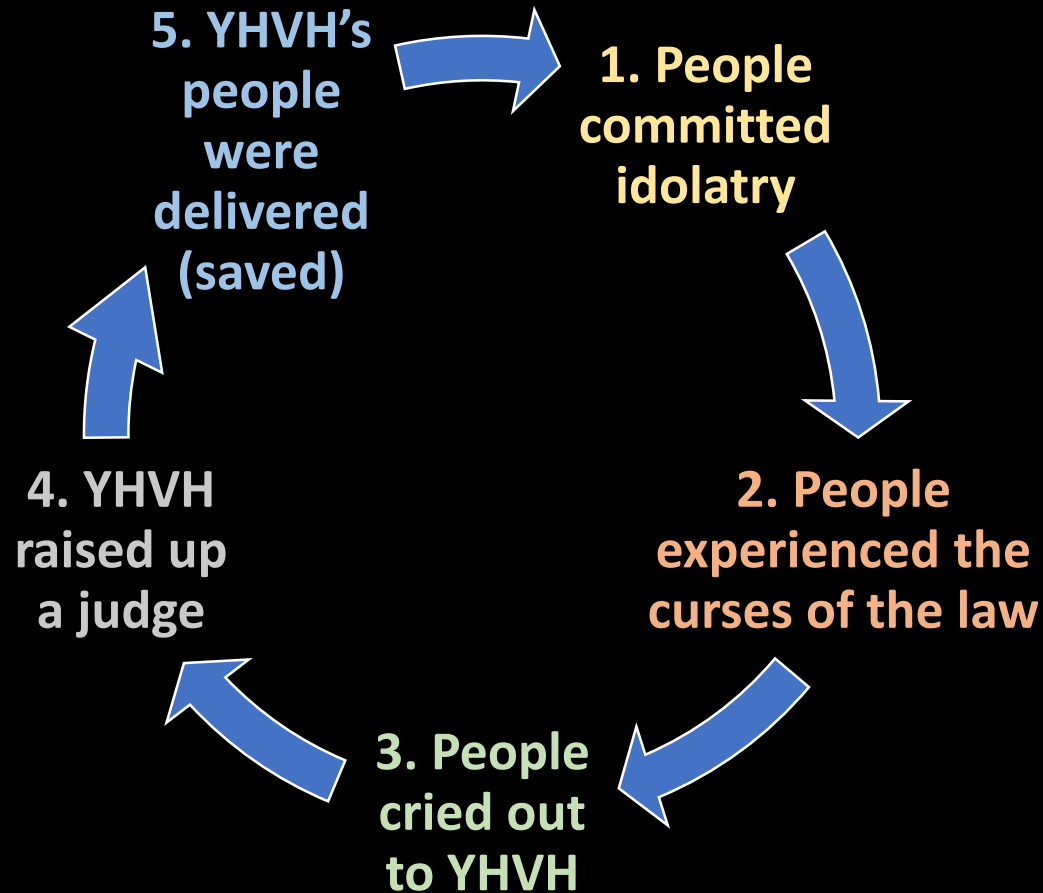 1. People
committed
idolatry
2. People
experienced the
curses of the law
3. People
cried out
to YHVH
4. YHVH
raised up
a judge
5. YHVH’s
people
were
delivered
(saved)